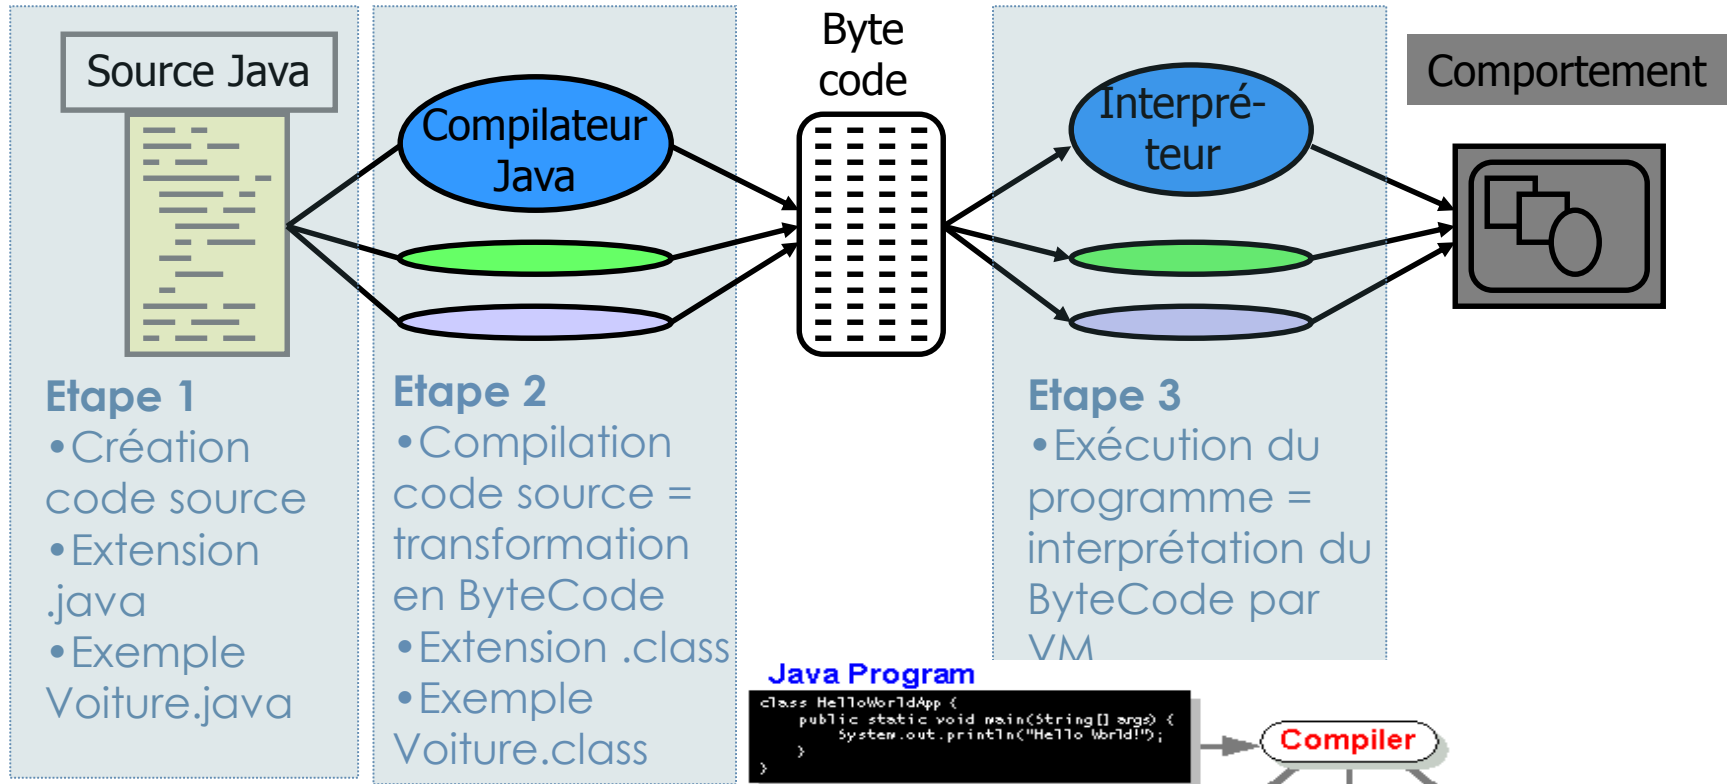 Source Java
Etape 1
•Création
code source
•Extension
.java
•Exemple
Voiture.java
Compilateur
Java
Etape 2
•Compilation
code source =
transformation
en ByteCode
•Extension .class
•Exemple
Voiture.class
Byte
code
Interpré-
teur
Etape 3
•Exécution du
programme =
interprétation du
ByteCode par
VM
Comportement
Java Program
class HelloWorldApp {
public static void main(String[] args) {
System.out.println("Hello World!");
}
}
Compiler